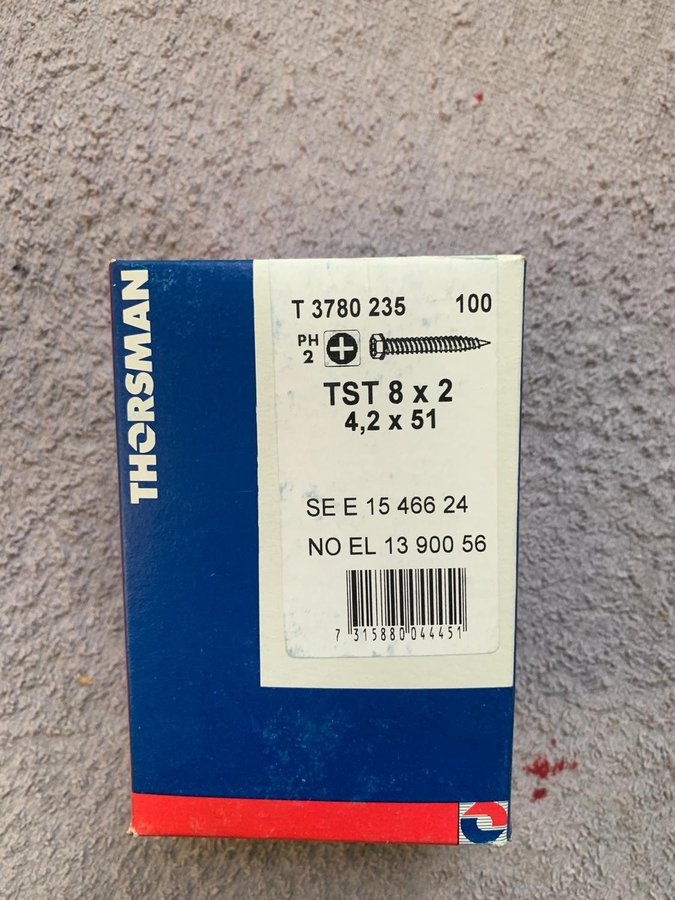 THORSMAN
T 3780 235 100
PH
2
TST 8 x 2
4,2 x 51
SE E 15 466 24
NO EL 13 900 56
7 315880 044451